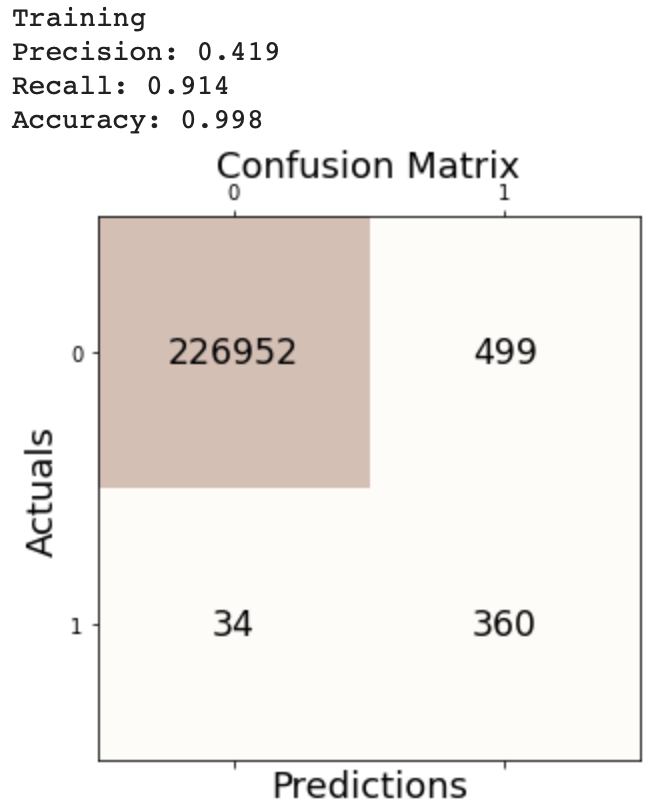 Training
Precision: 0.419
Recall: 0.914
Accuracy: 0.998
Confusion Matrix
0 1
0 226952 499
Actuals
1 34 360
Predictions